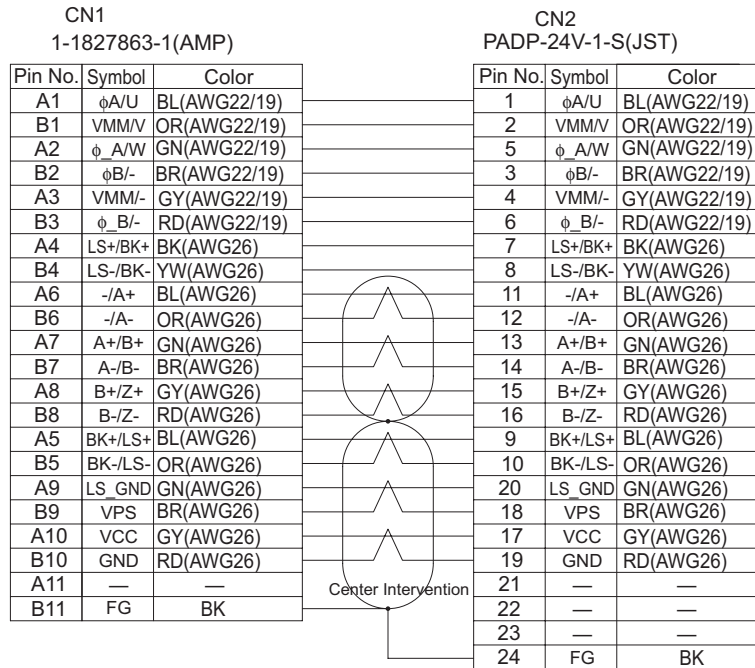 CN1
1-1827863-1(AMP)
CN2
PADP-24V-1-S(JST)
Pin No. Symbol Color Pin No. Symbol Color
A1 ϕA/U BL(AWG22/19) 1 ϕA/U BL(AWG22/19)
B1 VMM/V OR(AWG22/19) 2 VMM/V OR(AWG22/19)
A2 ϕ_A/W GN(AWG22/19) 5 ϕ_A/W GN(AWG22/19)
B2 ϕB/- BR(AWG22/19) 3 ϕB/- BR(AWG22/19)
A3 VMM/- GY(AWG22/19) 4 VMM/- GY(AWG22/19)
B3 ϕ_B/- RD(AWG22/19) 6 ϕ_B/- RD(AWG22/19)
A4 LS+/BK+ BK(AWG26) 7 LS+/BK+ BK(AWG26)
B4 LS-/BK- YW(AWG26) 8 LS-/BK- YW(AWG26)
A6 -/A+ BL(AWG26) 11 -/A+ BL(AWG26)
B6 -/A- OR(AWG26) 12 -/A- OR(AWG26)
A7 A+/B+ GN(AWG26) 13 A+/B+ GN(AWG26)
B7 A-/B- BR(AWG26) 14 A-/B- BR(AWG26)
A8 B+/Z+ GY(AWG26) 15 B+/Z+ GY(AWG26)
B8 B-/Z- RD(AWG26) 16 B-/Z- RD(AWG26)
A5 BK+/LS+ BL(AWG26) 9 BK+/LS+ BL(AWG26)
B5 BK-/LS- OR(AWG26) 10 BK-/LS- OR(AWG26)
A9 LS_GND GN(AWG26) 20 LS_GND GN(AWG26)
B9 VPS BR(AWG26) 18 VPS BR(AWG26)
A10 VCC GY(AWG26) 17 VCC GY(AWG26)
B10 GND RD(AWG26) 19 GND RD(AWG26)
A11 — — Center Intervention 21 — —
B11 FG BK 22 — —
23 — —
24 FG BK